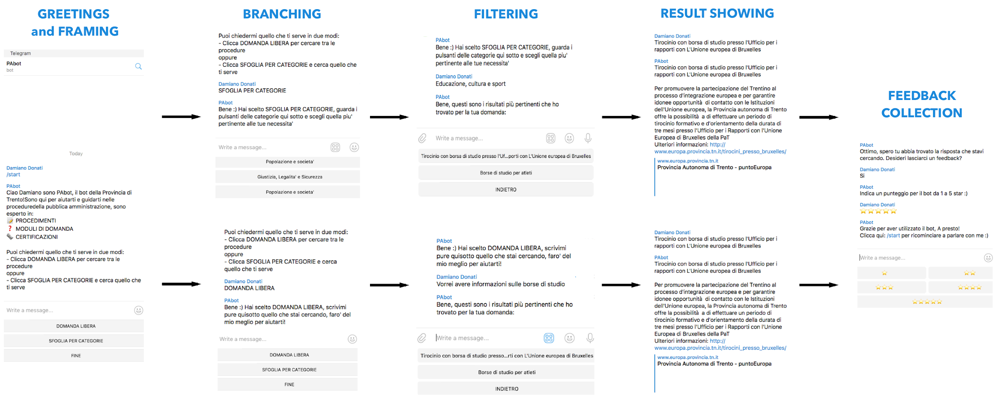 GREETINGS
and FRAMING
Telegram
PAbot
bot
Today
Damiano Donati
/start
PAbot
Ciao Damiano sono PAbot, il bot della Provincia di
Trento!Sono qui per aiutarti e guidarti nelle
proceduredella pubblica amministrazione, sono
esperto in:
📝 PROCEDIMENTI
❓ MODULI DI DOMANDA
CERTIFICAZIONI
Puoi chiedermi quello che ti serve in due modi:
- Clicca DOMANDA LIBERA per cercare tra le
procedure
oppure
- Clicca SFOGLIA PER CATEGORIE e cerca quello che
ti serve
Write a message...
DOMANDA LIBERA
SFOGLIA PER CATEGORIE
FINE
BRANCHING
Puoi chiedermi quello che ti serve in due modi:
- Clicca DOMANDA LIBERA per cercare tra le
procedure
oppure
- Clicca SFOGLIA PER CATEGORIE e cerca quello che
ti serve
Damiano Donati
SFOGLIA PER CATEGORIE
PAbot
Bene :) Hai scelto SFOGLIA PER CATEGORIE, guarda i
pulsanti delle categorie qui sotto e scegli quella piu'
pertinente alle tue necessita'
Write a message...
Popolazione e societa'
Giustizia, Legalita' e Sicurezza
Popolazione e societa'
Puoi chiedermi quello che ti serve in due modi:
- Clicca DOMANDA LIBERA per cercare tra le
procedure
oppure
- Clicca SFOGLIA PER CATEGORIE e cerca
quello che ti serve
Damiano Donati
DOMANDA LIBERA
PAbot
Bene :) Hai scelto DOMANDA LIBERA, scrivimi
pure quisotto quello che stai cercando, faro' del
mio meglio per aiutarti!
Write a message...
DOMANDA LIBERA
SFOGLIA PER CATEGORIE
FINE
FILTERING
PAbot
Bene :) Hai scelto SFOGLIA PER CATEGORIE, guarda i
pulsanti delle categorie qui sotto e scegli quella piu'
pertinente alle tue necessita'
Damiano Donati
Educazione, cultura e sport
PAbot
Bene, questi sono i risultati più pertinenti che ho
trovato per la tua domanda:
Write a message...
Tirocinio con borsa di studio presso l'Uf...porti con L'Unione europea di Bruxelles
Borse di studio per atleti
INDIETRO
PAbot
Bene :) Hai scelto DOMANDA LIBERA, scrivimi
pure quisotto quello che stai cercando, faro' del
mio meglio per aiutarti!
Damiano Donati
Vorrei avere informazioni sulle borse di studio
PAbot
Bene, questi sono i risultati più pertinenti che ho
trovato per la tua domanda:
Write a message...
Tirocinio con borsa di studio presso...rti con L'Unione europea di Bruxelles
Borse di studio per atleti
INDIETRO
RESULT SHOWING
Damiano Donati
Tirocinio con borsa di studio presso l'Ufficio per i
rapporti con L'Unione europea di Bruxelles
PAbot
Tirocinio con borsa di studio presso l'Ufficio per i
rapporti con L'Unione europea di Bruxelles
Per promuovere la partecipazione del Trentino al
processo d'integrazione europea e per garantire
idonee opportunità  di contatto con le Istituzioni
dell'Unione europea, la Provincia autonoma di Trento
offre la possibilità  a di effettuare un periodo di
tirocinio formativo e d'orientamento della durata di
tre mesi presso l'Ufficio per i Rapporti con l'Unione
Europea di Bruxelles della PaT
Ulteriori informazioni: http://
www.europa.provincia.tn.it/tirocini_presso_bruxelles/
www.europa.provincia.tn.it
Provincia Autonoma di Trento - puntoEuropa
Damiano Donati
Tirocinio con borsa di studio presso l'Ufficio per i
rapporti con L'Unione europea di Bruxelles
PAbot
Tirocinio con borsa di studio presso l'Ufficio per i
rapporti con L'Unione europea di Bruxelles
Per promuovere la partecipazione del Trentino al
processo d'integrazione europea e per garantire
idonee opportunità  di contatto con le Istituzioni
dell'Unione europea, la Provincia autonoma di Trento
offre la possibilità  a di effettuare un periodo di
tirocinio formativo e d'orientamento della durata di
tre mesi presso l'Ufficio per i Rapporti con l'Unione
Europea di Bruxelles della PaT
Ulteriori informazioni: http://
www.europa.provincia.tn.it/tirocini_presso_bruxelles/
www.europa.provincia.tn.it
Provincia Autonoma di Trento - puntoEuropa
FEEDBACK
COLLECTION
PAbot
Ottimo, spero tu abbia trovato la risposta che stavi
cercando. Desideri lasciarci un feedback?
Damiano Donati
Si
PAbot
Indica un punteggio per il bot da 1 a 5 star :)
Damiano Donati
⭐⭐⭐⭐⭐
PAbot
Grazie per aver utilizzato il bot, A presto!
Clicca qui: /start per ricominciare a parlare con me :)
Write a message...
⭐ ⭐⭐
⭐⭐⭐ ⭐⭐⭐⭐
⭐⭐⭐⭐⭐